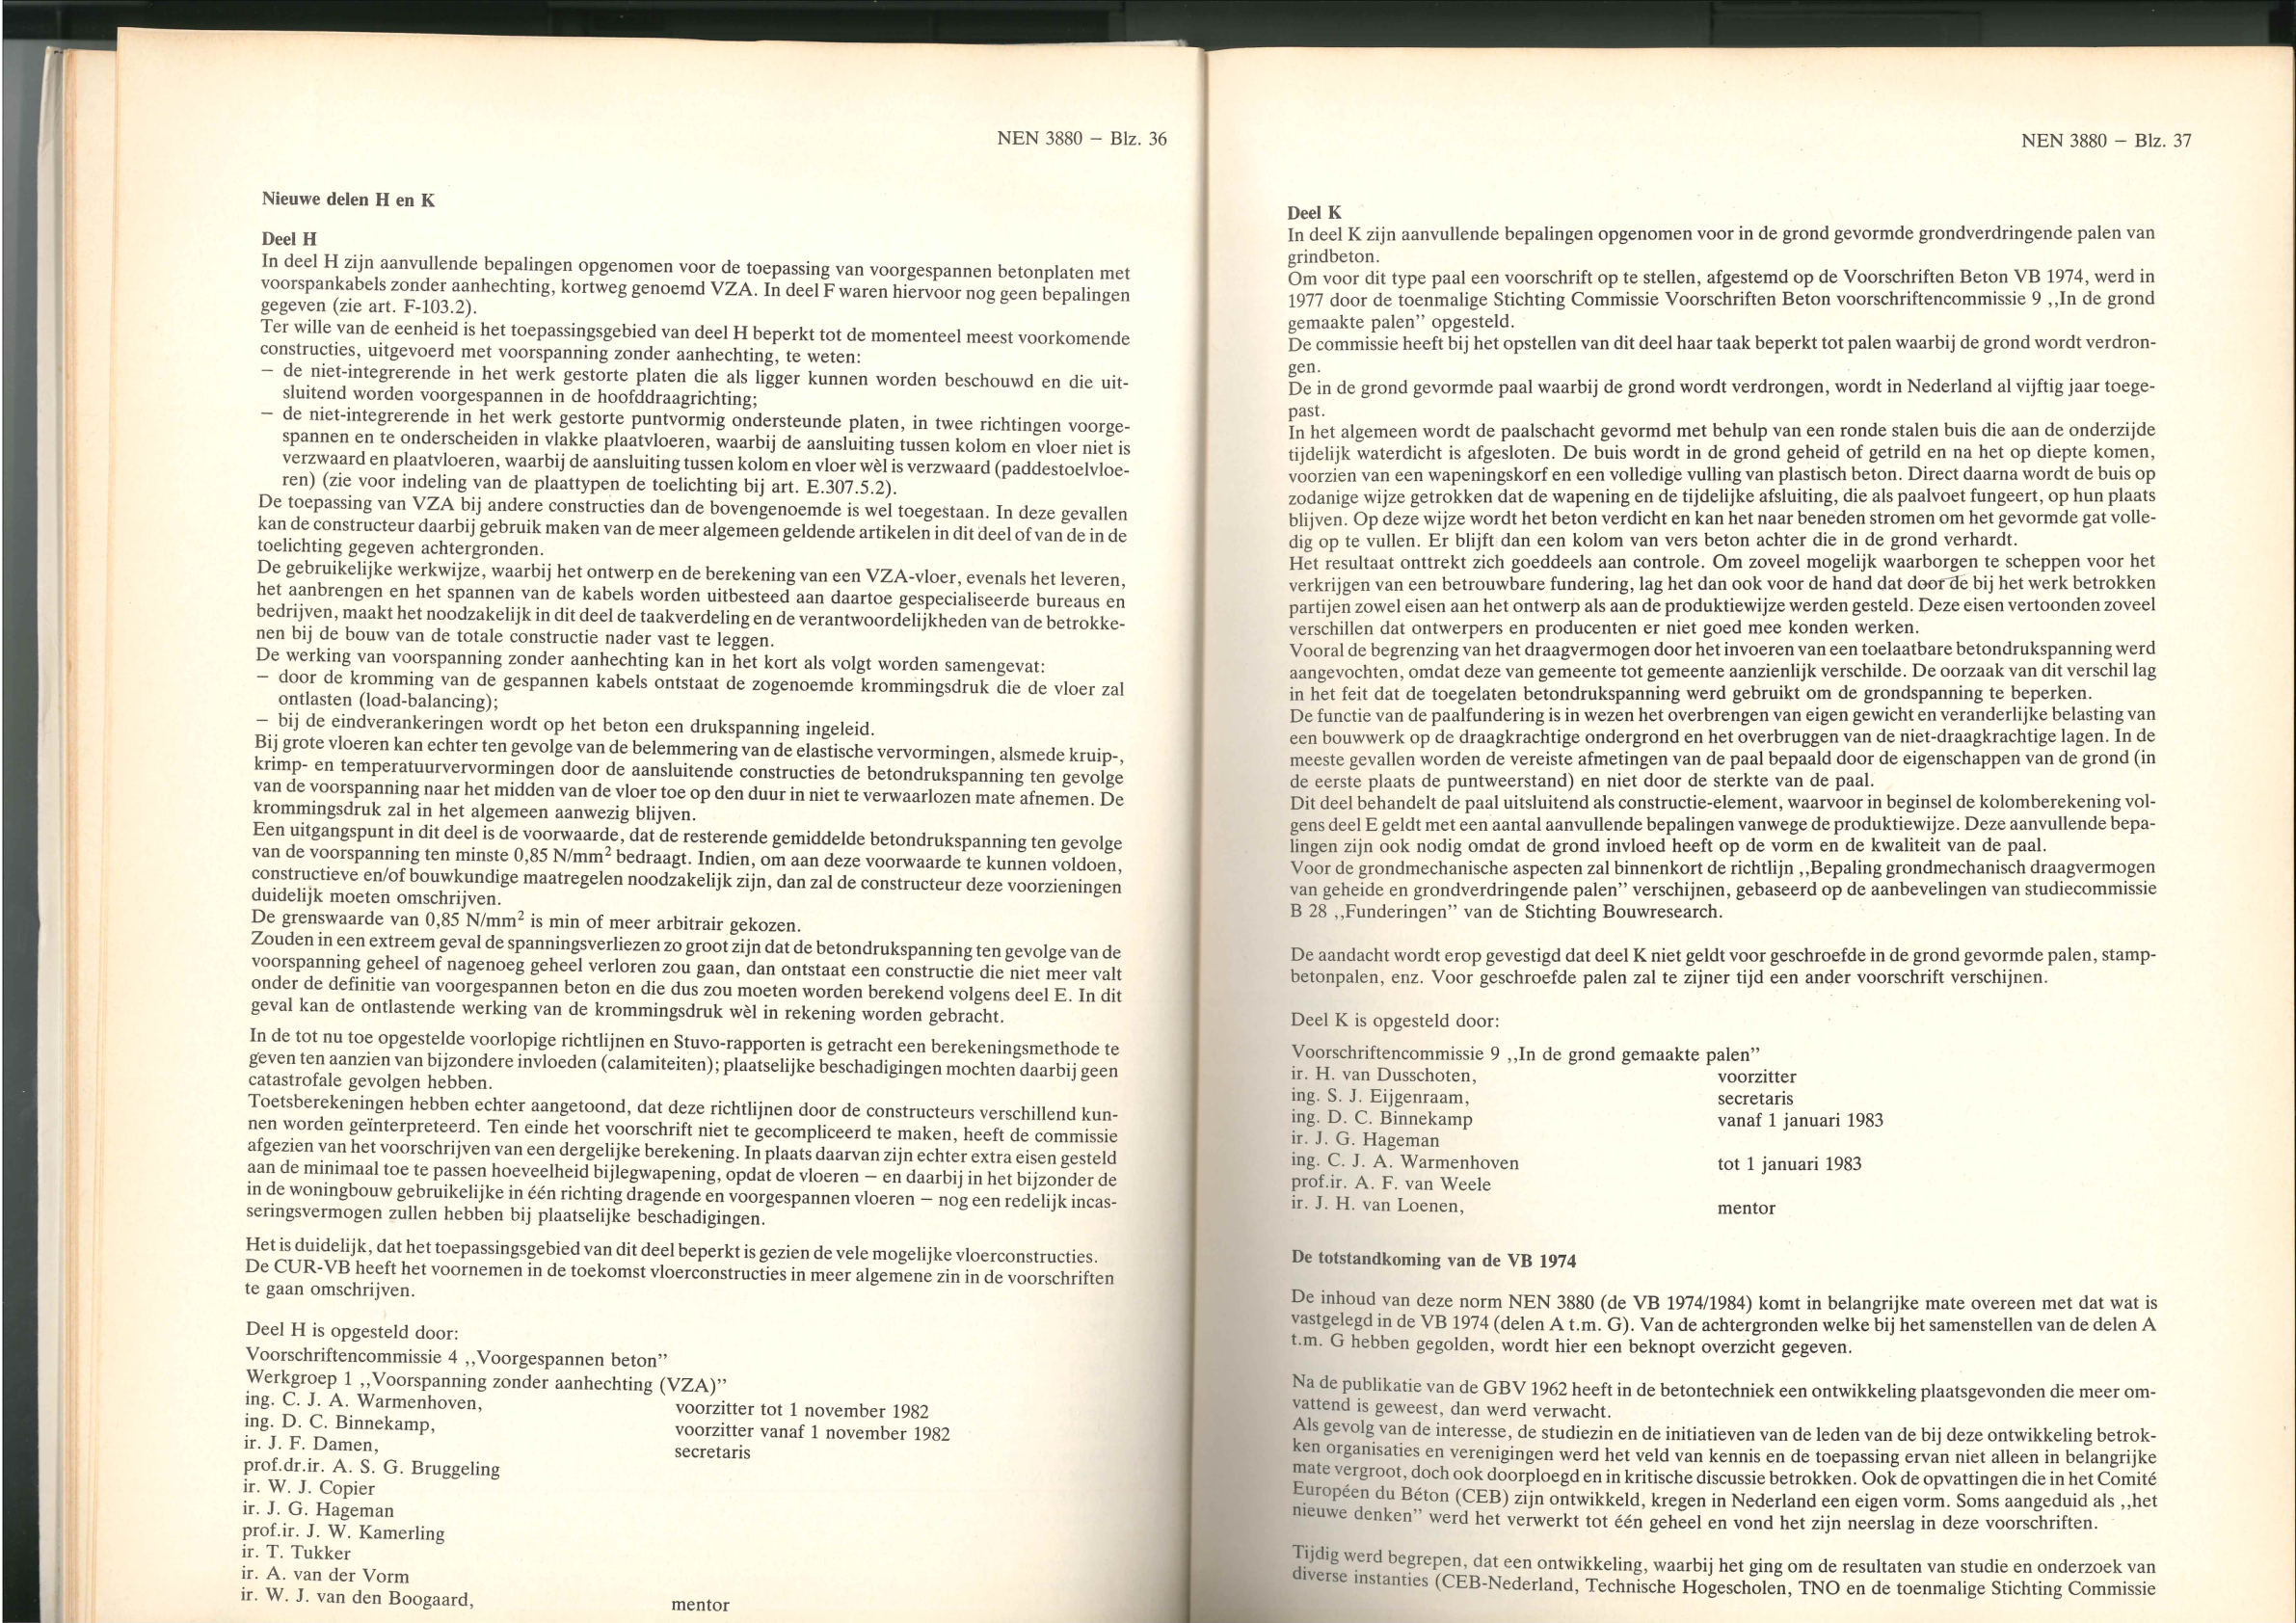 NEN 3880 – Blz. 36
Nieuwe delen H en K
Deel H
In deel H zijn aanvullende bepalingen opgenomen voor de toepassing van voorgespannen betonplaten met
voorspankabels zonder aanhechting, kortweg genoemd VZA. In deel F waren hiervoor nog geen bepalingen
gegeven (zie art. F-103.2).
Ter wille van de eenheid is het toepassingsgebied van deel H beperkt tot de momenteel meest voorkomende
constructies, uitgevoerd met voorspanning zonder aanhechting, te weten:
– de niet-integrerende in het werk gestorte platen die als ligger kunnen worden beschouwd en die uit-
sluitend worden voorgespannen in de hoofddraagrichting;
– de niet-integrerende in het werk gestorte puntvormig ondersteunde platen, in twee richtingen voorge-
spannen en te onderscheiden in vlakke plaatvloeren, waarbij de aansluiting tussen kolom en vloer niet is
verzwaard en plaatvloeren, waarbij de aansluiting tussen kolom en vloer wèl is verzwaard (paddestoelvloe-
ren) (zie voor indeling van de plaattypen de toelichting bij art. E.307.5.2).
De toepassing van VZA bij andere constructies dan de bovengenoemde is wel toegestaan. In deze gevallen
kan de constructeur daarbij gebruik maken van de meer algemeen geldende artikelen in dit deel of van de in de
toelichting gegeven achtergronden.
De gebruikelijke werkwijze, waarbij het ontwerp en de berekening van een VZA-vloer, evenals het leveren,
het aanbrengen en het spannen van de kabels worden uitbesteed aan daartoe gespecialiseerde bureaus en
bedrijven, maakt het noodzakelijk in dit deel de taakverdeling en de verantwoordelijkheden van de betrokke-
nen bij de bouw van de totale constructie nader vast te leggen.
De werking van voorspanning zonder aanhechting kan in het kort als volgt worden samengevat:
– door de kromming van de gespannen kabels ontstaat de zogenoemde krommingsdruk die de vloer zal
ontlasten (load-balancing);
– bij de eindverankeringen wordt op het beton een drukspanning ingeleid.
Bij grote vloeren kan echter ten gevolge van de belemmering van de elastische vervormingen, alsmede kruip-,
krimp- en temperatuurvervormingen door de aansluitende constructies de betondrukspanning ten gevolge
van de voorspanning naar het midden van de vloer toe op den duur in niet te verwaarlozen mate afnemen. De
krommingsdruk zal in het algemeen aanwezig blijven.
Een uitgangspunt in dit deel is de voorwaarde, dat de resterende gemiddelde betondrukspanning ten gevolge
van de voorspanning ten minste 0,85 N/mm² bedraagt. Indien, om aan deze voorwaarde te kunnen voldoen,
constructieve en/of bouwkundige maatregelen noodzakelijk zijn, dan zal de constructeur deze voorzieningen
duidelijk moeten omschrijven.
De grenswaarde van 0,85 N/mm² is min of meer arbitrair gekozen.
Zouden in een extreem geval de spanningsverliezen zo groot zijn dat de betondrukspanning ten gevolge van de
voorspanning geheel of nagenoeg geheel verloren zou gaan, dan ontstaat een constructie die niet meer valt
onder de definitie van voorgespannen beton en die dus zou moeten worden berekend volgens deel E. In dit
geval kan de ontlastende werking van de krommingsdruk wèl in rekening worden gebracht.
In de tot nu toe opgestelde voorlopige richtlijnen en Stuvo-rapporten is getracht een berekeningsmethode te
geven ten aanzien van bijzondere invloeden (calamiteiten); plaatselijke beschadigingen mochten daarbij geen
catastrofale gevolgen hebben.
Toetsberekeningen hebben echter aangetoond, dat deze richtlijnen door de constructeurs verschillend kun-
nen worden geïnterpreteerd. Ten einde het voorschrift niet te gecompliceerd te maken, heeft de commissie
afgezien van het voorschrijven van een dergelijke berekening. In plaats daarvan zijn echter extra eisen gesteld
aan de minimaal toe te passen hoeveelheid bijlegwapening, opdat de vloeren – en daarbij in het bijzonder de
in de woningbouw gebruikelijke in één richting dragende en voorgespannen vloeren – nog een redelijk incas-
seringsvermogen zullen hebben bij plaatselijke beschadigingen.
Het is duidelijk, dat het toepassingsgebied van dit deel beperkt is gezien de vele mogelijke vloerconstructies.
De CUR-VB heeft het voornemen in de toekomst vloerconstructies in meer algemene zin in de voorschriften
te gaan omschrijven.
Deel H is opgesteld door:
Voorschriftencommissie 4 ,,Voorgespannen beton”
Werkgroep 1 ,,Voorspanning zonder aanhechting (VZA)”
ing. C. J. A. Warmenhoven, voorzitter tot 1 november 1982
ing. D. C. Binnekamp, voorzitter vanaf 1 november 1982
ir. J. F. Damen, secretaris
prof.dr.ir. A. S. G. Bruggeling
ir. W. J. Copier
ir. J. G. Hageman
prof.ir. J. W. Kamerling
ir. T. Tukker
ir. A. van der Vorm
ir. W. J. van den Boogaard, mentor
NEN 3880 – Blz. 37
Deel K
In deel K zijn aanvullende bepalingen opgenomen voor in de grond gevormde grondverdringende palen van
grindbeton.
Om voor dit type paal een voorschrift op te stellen, afgestemd op de Voorschriften Beton VB 1974, werd in
1977 door de toenmalige Stichting Commissie Voorschriften Beton voorschriftencommissie 9 ,,In de grond
gemaakte palen” opgesteld.
De commissie heeft bij het opstellen van dit deel haar taak beperkt tot palen waarbij de grond wordt verdron-
gen.
De in de grond gevormde paal waarbij de grond wordt verdrongen, wordt in Nederland al vijftig jaar toege-
past.
In het algemeen wordt de paalschacht gevormd met behulp van een ronde stalen buis die aan de onderzijde
tijdelijk waterdicht is afgesloten. De buis wordt in de grond geheid of getrild en na het op diepte komen,
voorzien van een wapeningskorf en een volledige vulling van plastisch beton. Direct daarna wordt de buis op
zodanige wijze getrokken dat de wapening en de tijdelijke afsluiting, die als paalvoet fungeert, op hun plaats
blijven. Op deze wijze wordt het beton verdicht en kan het naar beneden stromen om het gevormde gat volle-
dig op te vullen. Er blijft dan een kolom van vers beton achter die in de grond verhardt.
Het resultaat onttrekt zich goeddeels aan controle. Om zoveel mogelijk waarborgen te scheppen voor het
verkrijgen van een betrouwbare fundering, lag het dan ook voor de hand dat door de bij het werk betrokken
partijen zowel eisen aan het ontwerp als aan de produktiewijze werden gesteld. Deze eisen vertoonden zoveel
verschillen dat ontwerpers en producenten er niet goed mee konden werken.
Vooral de begrenzing van het draagvermogen door het invoeren van een toelaatbare betondrukspanning werd
aangevochten, omdat deze van gemeente tot gemeente aanzienlijk verschilde. De oorzaak van dit verschil lag
in het feit dat de toegelaten betondrukspanning werd gebruikt om de grondspanning te beperken.
De functie van de paalfundering is in wezen het overbrengen van eigen gewicht en veranderlijke belasting van
een bouwwerk op de draagkrachtige ondergrond en het overbruggen van de niet-draagkrachtige lagen. In de
meeste gevallen worden de vereiste afmetingen van de paal bepaald door de eigenschappen van de grond (in
de eerste plaats de puntweerstand) en niet door de sterkte van de paal.
Dit deel behandelt de paal uitsluitend als constructie-element, waarvoor in beginsel de kolomberekening vol-
gens deel E geldt met een aantal aanvullende bepalingen vanwege de produktiewijze. Deze aanvullende bepa-
lingen zijn ook nodig omdat de grond invloed heeft op de vorm en de kwaliteit van de paal.
Voor de grondmechanische aspecten zal binnenkort de richtlijn ,,Bepaling grondmechanisch draagvermogen
van geheide en grondverdringende palen” verschijnen, gebaseerd op de aanbevelingen van studiecommissie
B 28 ,,Funderingen” van de Stichting Bouwresearch.
De aandacht wordt erop gevestigd dat deel K niet geldt voor geschroefde in de grond gevormde palen, stamp-
betonpalen, enz. Voor geschroefde palen zal te zijner tijd een ander voorschrift verschijnen.
Deel K is opgesteld door:
Voorschriftencommissie 9 ,,In de grond gemaakte palen”
ir. H. van Dusschoten, voorzitter
ing. S. J. Eijgenraam, secretaris
ing. D. C. Binnekamp vanaf 1 januari 1983
ir. J. G. Hageman
ing. C. J. A. Warmenhoven tot 1 januari 1983
prof.ir. A. F. van Weele
ir. J. H. van Loenen, mentor
De totstandkoming van de VB 1974
De inhoud van deze norm NEN 3880 (de VB 1974/1984) komt in belangrijke mate overeen met dat wat is
vastgelegd in de VB 1974 (delen A t.m. G). Van de achtergronden welke bij het samenstellen van de delen A
t.m. G hebben gegolden, wordt hier een beknopt overzicht gegeven.
Na de publikatie van de GBV 1962 heeft in de betontechniek een ontwikkeling plaatsgevonden die meer om-
vattend is geweest, dan werd verwacht.
Als gevolg van de interesse, de studiezin en de initiatieven van de leden van de bij deze ontwikkeling betrok-
ken organisaties en verenigingen werd het veld van kennis en de toepassing ervan niet alleen in belangrijke
mate vergroot, doch ook doorploegd en in kritische discussie betrokken. Ook de opvattingen die in het Comité
Européen du Béton (CEB) zijn ontwikkeld, kregen in Nederland een eigen vorm. Soms aangeduid als ,,het
nieuwe denken” werd het verwerkt tot één geheel en vond het zijn neerslag in deze voorschriften.
Tijdig werd begrepen, dat een ontwikkeling, waarbij het ging om de resultaten van studie en onderzoek van
diverse instanties (CEB-Nederland, Technische Hogescholen, TNO en de toenmalige Stichting Commissie